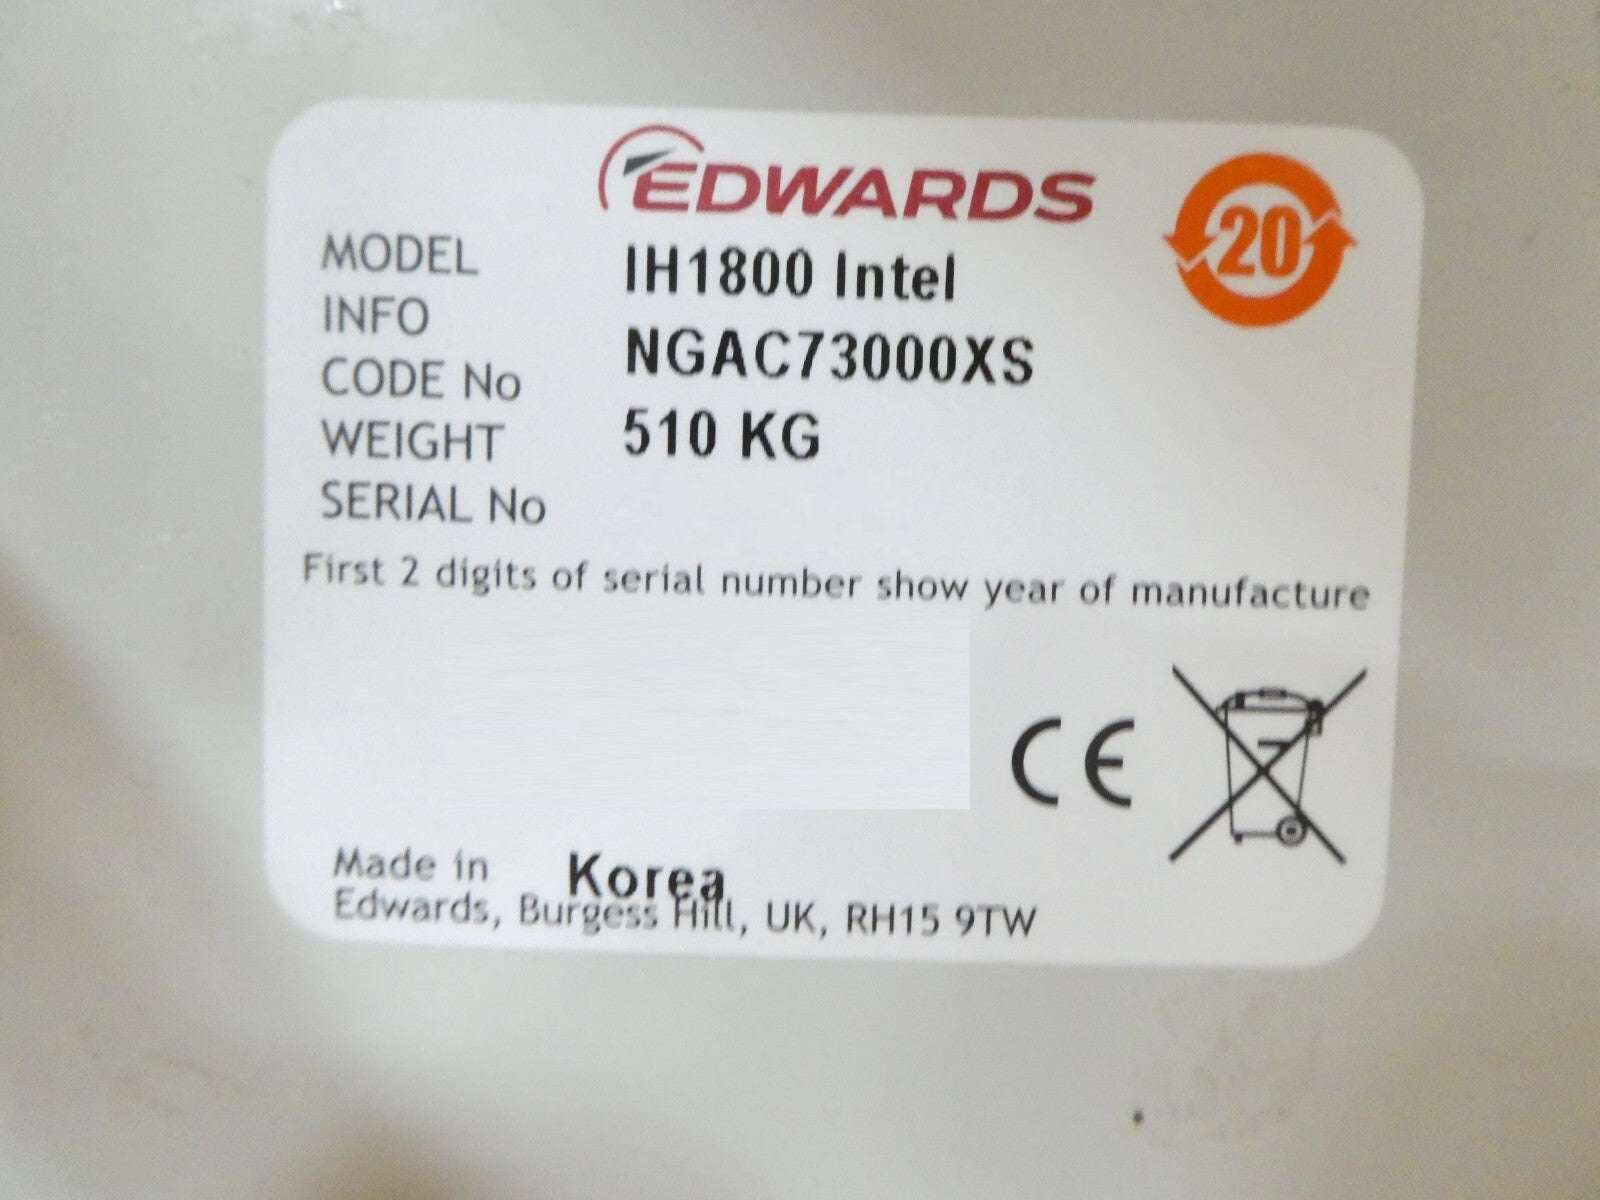 EDWARDS
20
MODEL IH1800 Intel
INFO
CODE No NGAC73000XS
WEIGHT 510 KG
SERIAL No
First 2 digits of serial number show year of manufacture
CE
Made in Korea
Edwards, Burgess Hill, UK, RH15 9TW